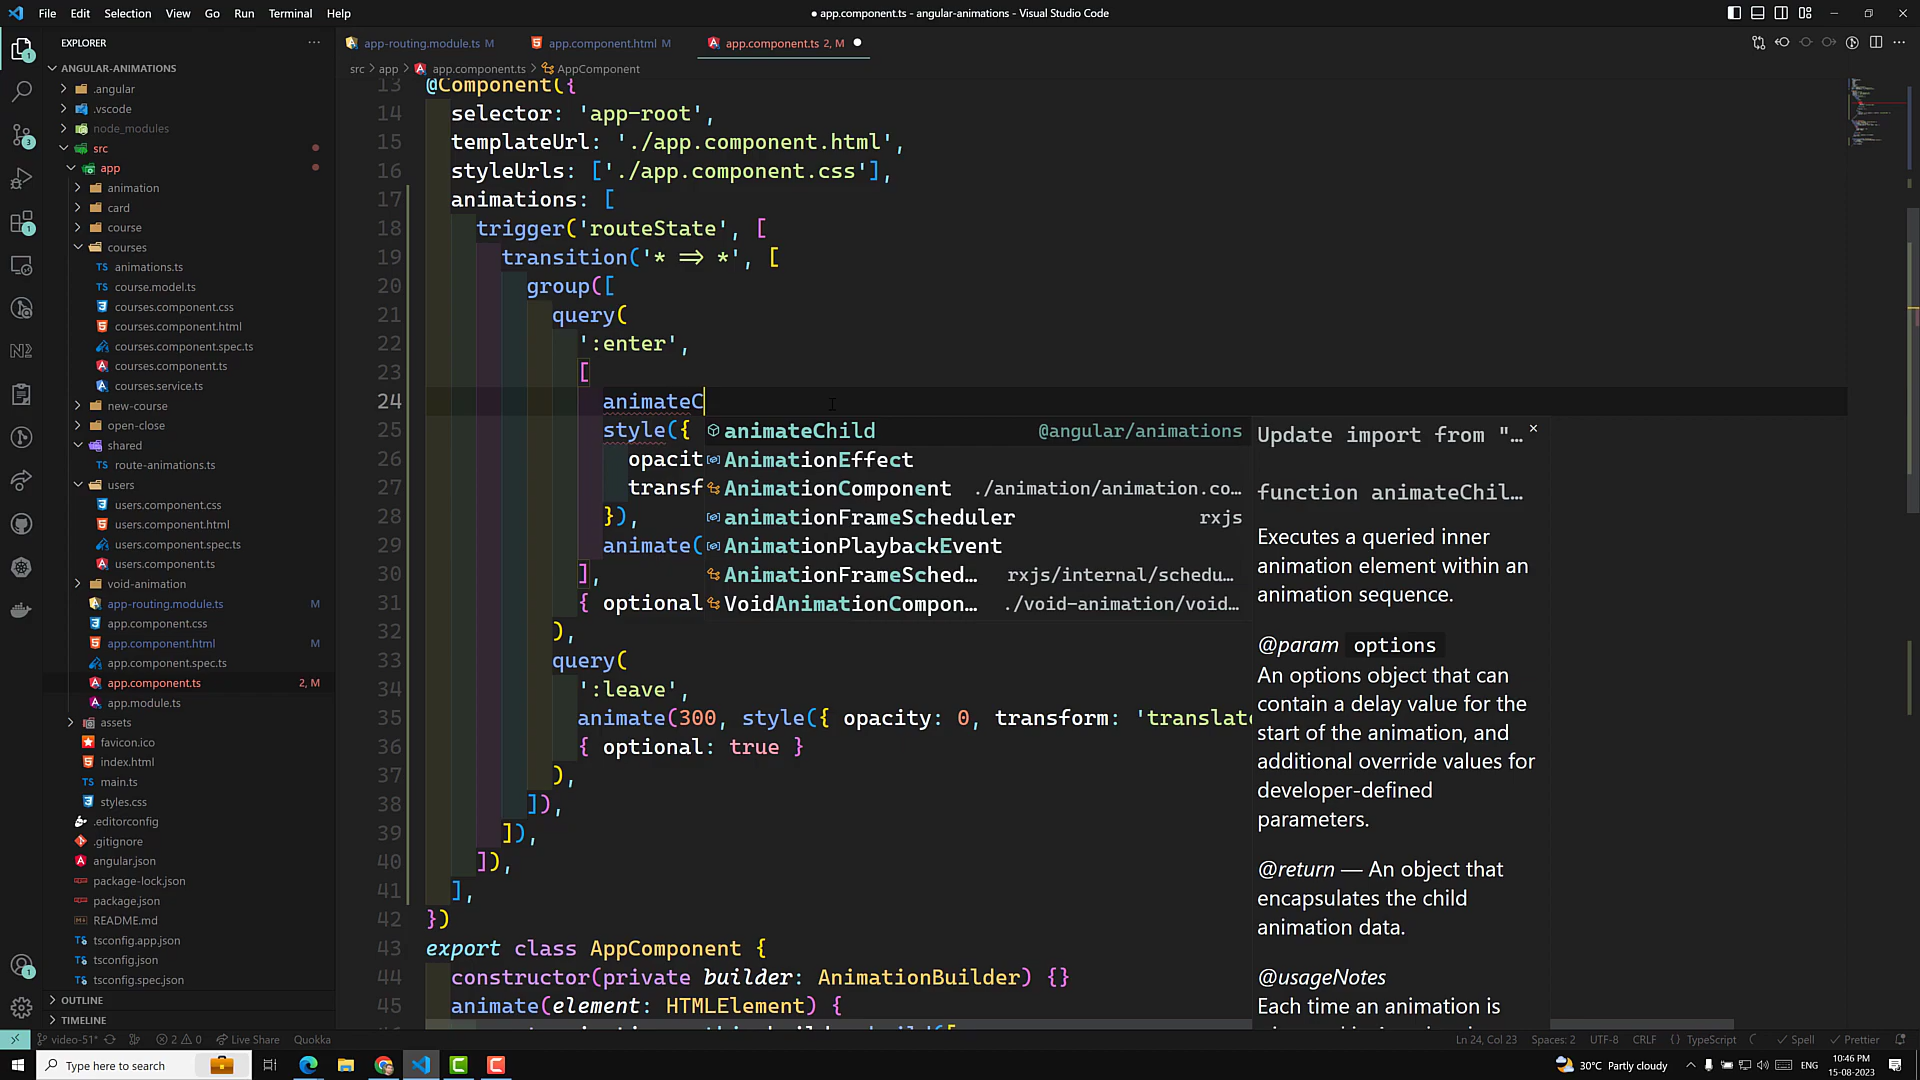 File Edit Selection View Go Run Terminal Help
● app.component.ts - angular-animations - Visual Studio Code
EXPLORER
ANGULAR-ANIMATIONS
.angular
.vscode
node_modules
src
app
animation
card
course
courses
animations.ts
course.model.ts
courses.component.css
courses.component.html
courses.component.spec.ts
courses.component.ts
courses.service.ts
new-course
open-close
shared
route-animations.ts
users
users.component.css
users.component.html
users.component.spec.ts
users.component.ts
void-animation
app-routing.module.ts M
app.component.css
app.component.html M
app.component.spec.ts
app.component.ts 2, M
app.module.ts
assets
favicon.ico
index.html
main.ts
styles.css
.editorconfig
.gitignore
angular.json
package-lock.json
package.json
README.md
tsconfig.app.json
tsconfig.json
tsconfig.spec.json
OUTLINE
TIMELINE
app-routing.module.ts M
app.component.html M
app.component.ts 2, M
src > app > app.component.ts > AppComponent
13 @Component({
14 selector: 'app-root',
15 templateUrl: './app.component.html',
16 styleUrls: ['./app.component.css'],
17 animations: [
18 trigger('routeState', [
19 transition('* => *', [
20 group([
21 query(
22 ':enter',
23 [
24 animateC
25 style({
26 opacit
27 transf
28 }),
29 animate(
30 ],
31 { optional
32 ),
33 query(
34 ':leave',
35 animate(300, style({ opacity: 0, transform: 'translat
36 { optional: true }
37 ),
38 ]),
39 ]),
40 ]),
41 ],
42 })
43 export class AppComponent {
44 constructor(private builder: AnimationBuilder) {}
45 animate(element: HTMLElement) {
animateChild @angular/animations
AnimationEffect
AnimationComponent ./animation/animation.co…
animationFrameScheduler rxjs
AnimationPlaybackEvent
AnimationFrameSched… rxjs/internal/schedu…
VoidAnimationCompon… ./void-animation/void…
Update import from "…
function animateChil…
Executes a queried inner
animation element within an
animation sequence.
@param options
An options object that can
contain a delay value for the
start of the animation, and
additional override values for
developer-defined
parameters.
@return — An object that
encapsulates the child
animation data.
@usageNotes
Each time an animation is
video-51* 2 0 Live Share Quokka
Ln 24, Col 23 Spaces: 2 UTF-8 CRLF { } TypeScript Spell Prettier
Type here to search
30°C Partly cloudy ENG
10:46 PM
15-08-2023